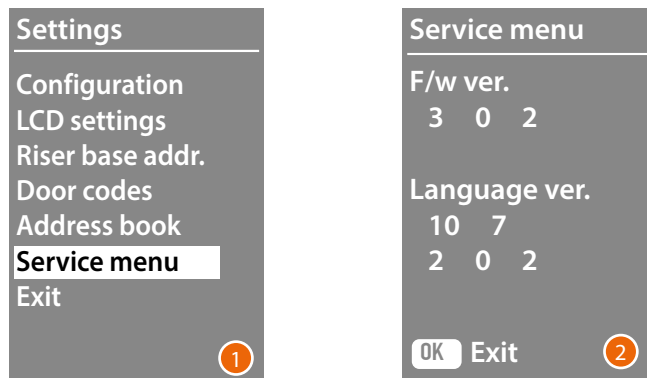 Settings
Configuration
LCD settings
Riser base addr.
Door codes
Address book
Service menu
Exit
1
Service menu
F/w ver.
3 0 2
Language ver.
10 7
2 0 2
OK Exit
2